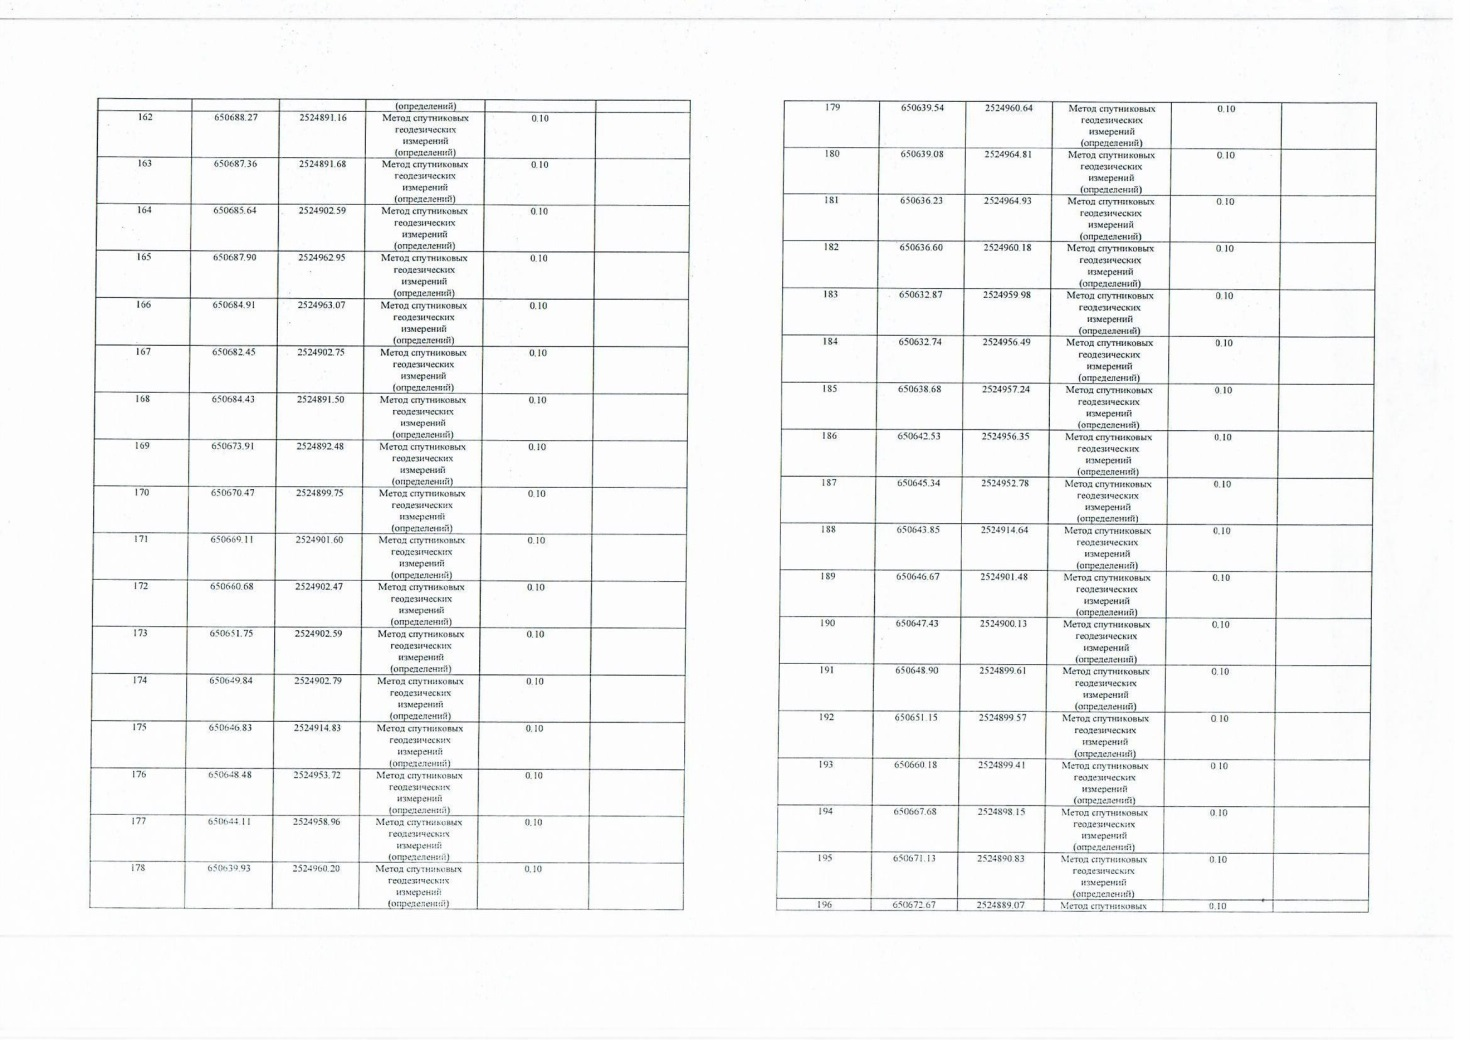 (определений)
162 650688.27 2524891.16 Метод спутниковых 0.10
геодезических
измерений
(определений)
163 650687.36 2524891.68 Метод спутниковых 0.10
геодезических
измерений
(определений)
164 650685.64 2524902.59 Метод спутниковых 0.10
геодезических
измерений
(определений)
165 650687.90 2524962.95 Метод спутниковых 0.10
геодезических
измерений
(определений)
166 650684.91 2524963.07 Метод спутниковых 0.10
геодезических
измерений
(определений)
167 650682.45 2524902.75 Метод спутниковых 0.10
геодезических
измерений
(определений)
168 650684.43 2524891.50 Метод спутниковых 0.10
геодезических
измерений
(определений)
169 650673.91 2524892.48 Метод спутниковых 0.10
геодезических
измерений
(определений)
170 650670.47 2524899.75 Метод спутниковых 0.10
геодезических
измерений
(определений)
171 650669.11 2524901.60 Метод спутниковых 0.10
геодезических
измерений
(определений)
172 650660.68 2524902.47 Метод спутниковых 0.10
геодезических
измерений
(определений)
173 650651.75 2524902.59 Метод спутниковых 0.10
геодезических
измерений
(определений)
174 650649.84 2524902.79 Метод спутниковых 0.10
геодезических
измерений
(определений)
175 650646.83 2524914.83 Метод спутниковых 0.10
геодезических
измерений
(определений)
176 650648.48 2524953.72 Метод спутниковых 0.10
геодезических
измерений
(определений)
177 650644.11 2524958.96 Метод спутниковых 0.10
геодезических
измерений
(определений)
178 650639.93 2524960.20 Метод спутниковых 0.10
геодезических
измерений
(определений)
179 650639.54 2524960.64 Метод спутниковых 0.10
геодезических
измерений
(определений)
180 650639.08 2524964.81 Метод спутниковых 0.10
геодезических
измерений
(определений)
181 650636.23 2524964.93 Метод спутниковых 0.10
геодезических
измерений
(определений)
182 650636.60 2524960.18 Метод спутниковых 0.10
геодезических
измерений
(определений)
183 650632.87 2524959.98 Метод спутниковых 0.10
геодезических
измерений
(определений)
184 650632.74 2524956.49 Метод спутниковых 0.10
геодезических
измерений
(определений)
185 650638.68 2524957.24 Метод спутниковых 0.10
геодезических
измерений
(определений)
186 650642.53 2524956.35 Метод спутниковых 0.10
геодезических
измерений
(определений)
187 650645.34 2524952.78 Метод спутниковых 0.10
геодезических
измерений
(определений)
188 650643.85 2524914.64 Метод спутниковых 0.10
геодезических
измерений
(определений)
189 650646.67 2524901.48 Метод спутниковых 0.10
геодезических
измерений
(определений)
190 650647.43 2524900.13 Метод спутниковых 0.10
геодезических
измерений
(определений)
191 650648.90 2524899.61 Метод спутниковых 0.10
геодезических
измерений
(определений)
192 650651.15 2524899.57 Метод спутниковых 0.10
геодезических
измерений
(определений)
193 650660.18 2524899.41 Метод спутниковых 0.10
геодезических
измерений
(определений)
194 650667.68 2524898.15 Метод спутниковых 0.10
геодезических
измерений
(определений)
195 650671.13 2524890.83 Метод спутниковых 0.10
геодезических
измерений
(определений)
196 650672.67 2524889.07 Метод спутниковых 0.10